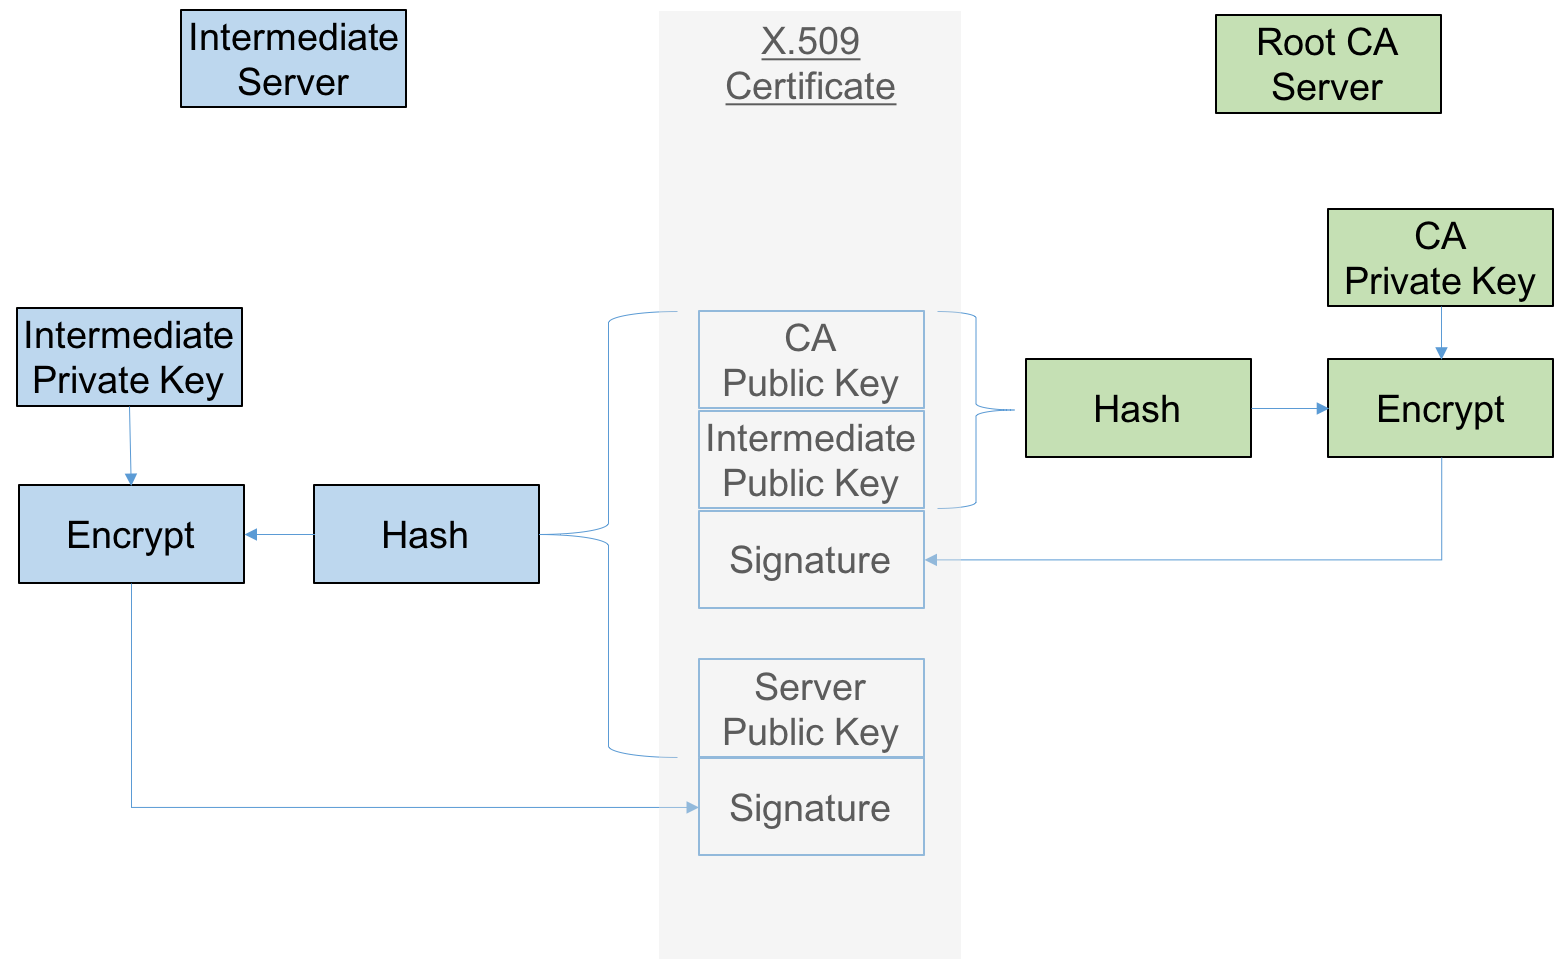 Intermediate
Server
X.509
Certificate
Root CA
Server
CA
Private Key
Intermediate
Private Key
CA
Public Key
Intermediate
Public Key
Hash
Encrypt
Encrypt
Hash
Signature
Server
Public Key
Signature